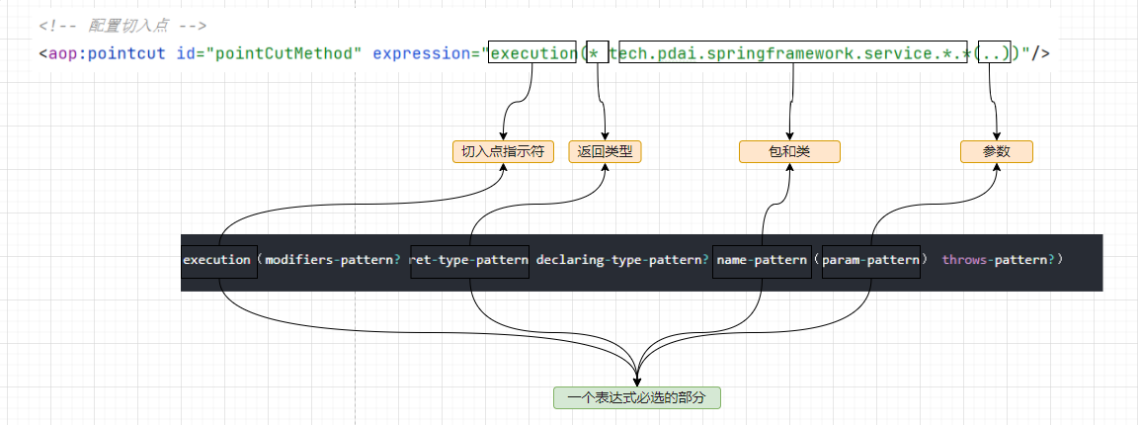 <!-- 配置切入点 -->
<aop:pointcut id="pointCutMethod" expression="execution(* tech.pdai.springframework.service.*.*(..))"/>
切入点指示符 返回类型 包和类 参数
execution（modifiers-pattern? ret-type-pattern declaring-type-pattern? name-pattern（param-pattern） throws-pattern?）
一个表达式必选的部分